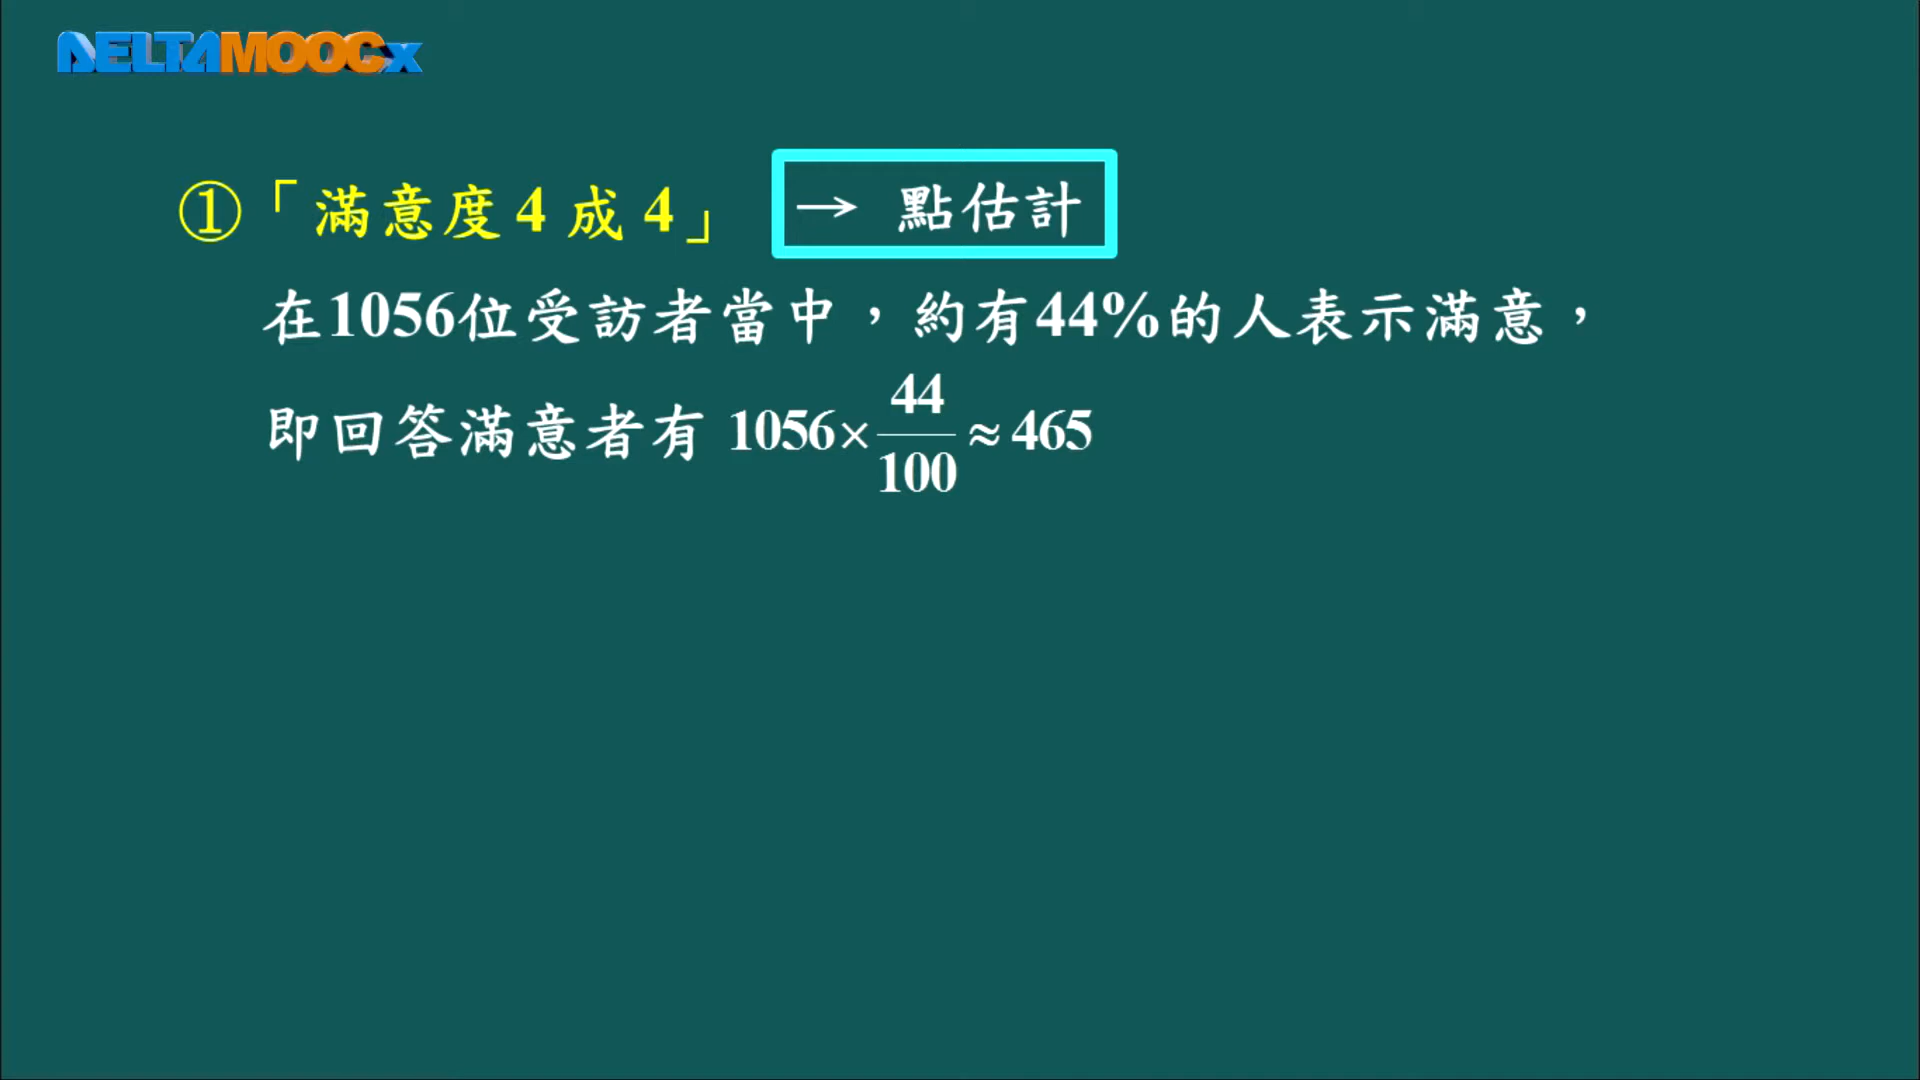 DELTAMOOCx
①「滿意度4成4」 → 點估計
在1056位受訪者當中，約有44%的人表示滿意，
即回答滿意者有 1056×44/100≈465